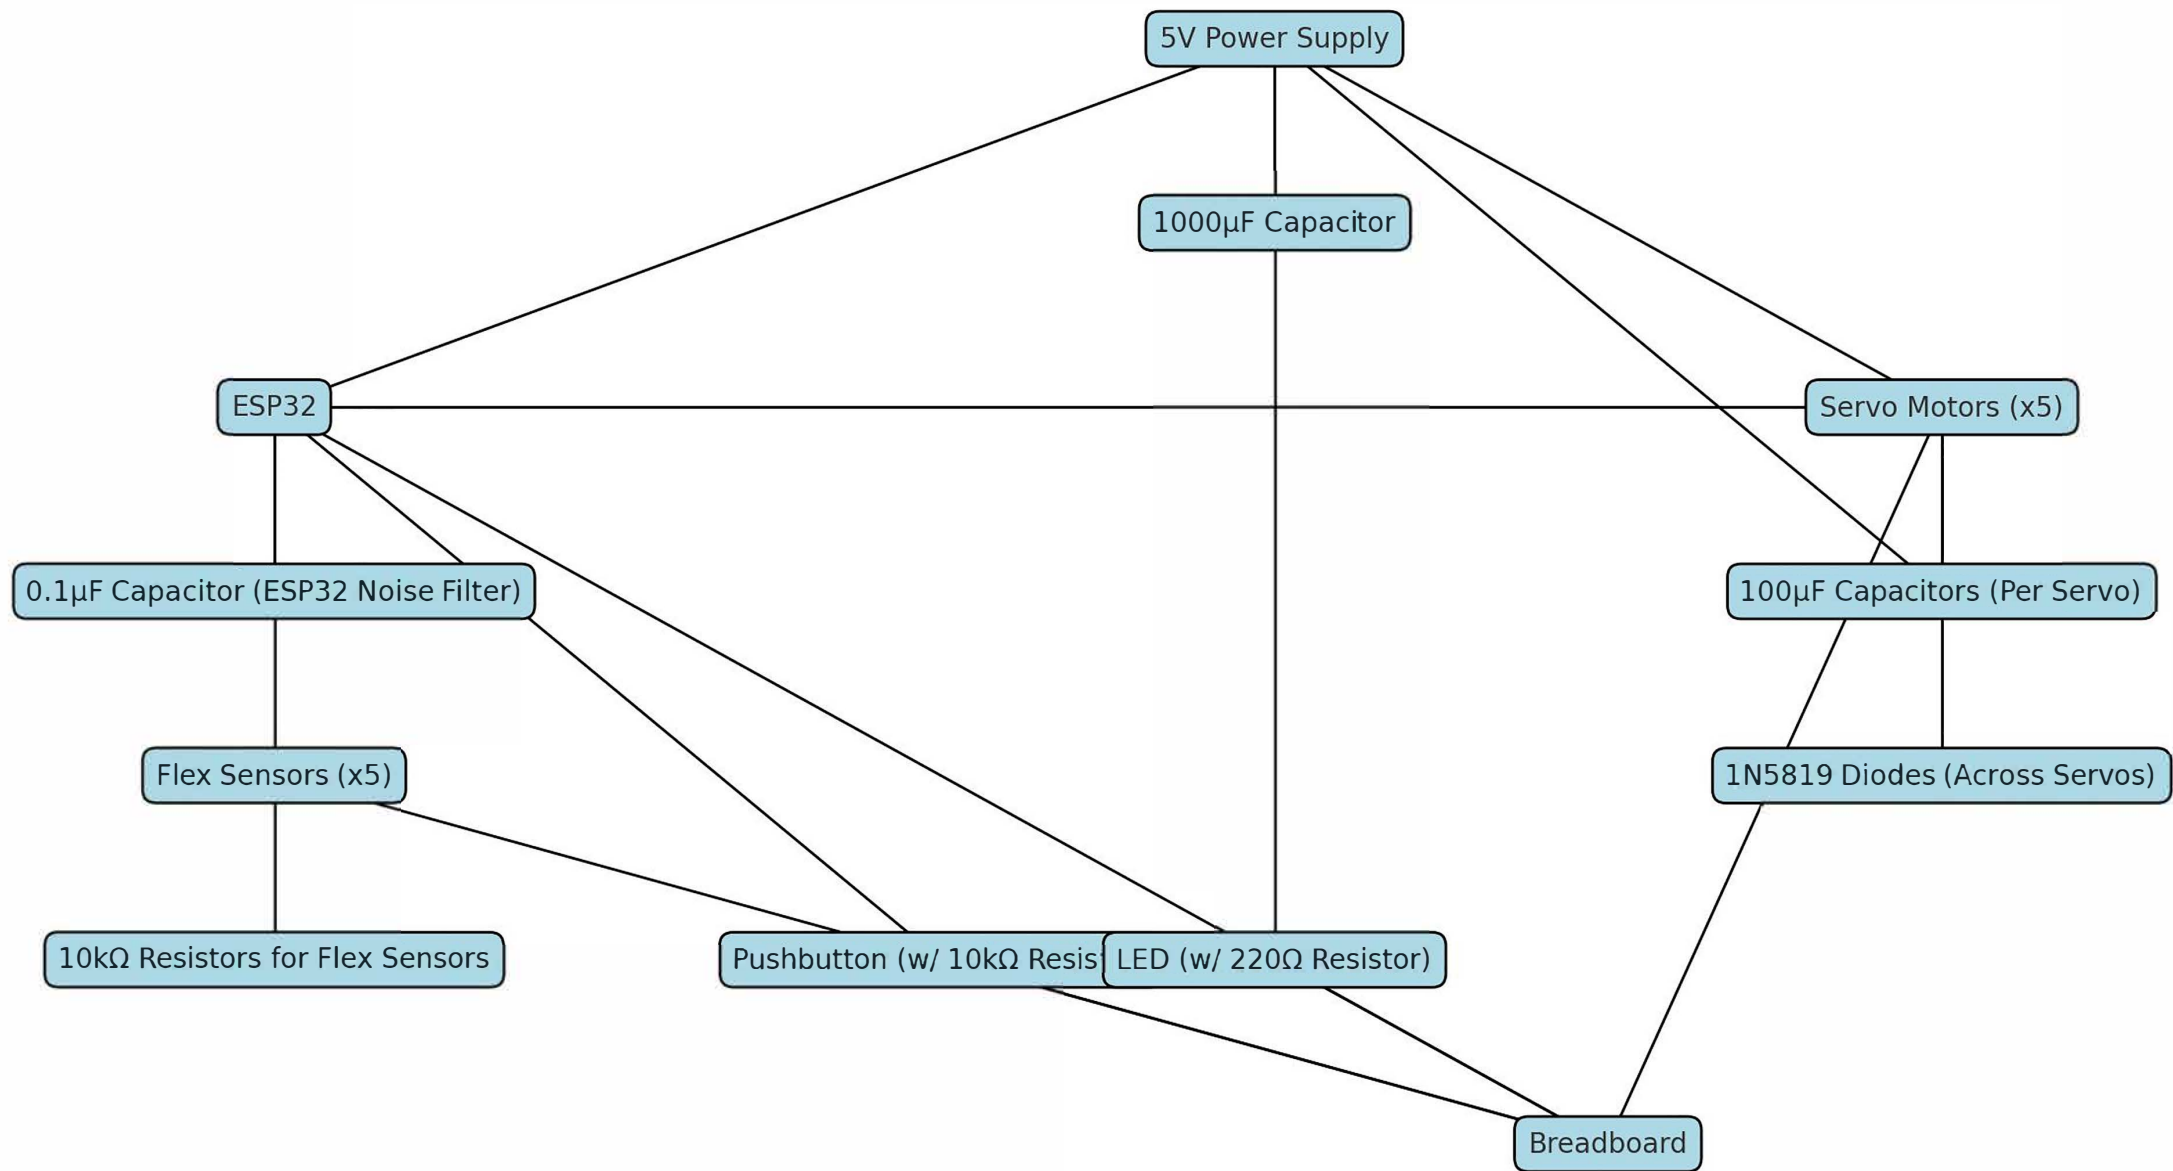 5V Power Supply
1000µF Capacitor
ESP32
Servo Motors (x5)
0.1µF Capacitor (ESP32 Noise Filter)
100µF Capacitors (Per Servo)
Flex Sensors (x5)
1N5819 Diodes (Across Servos)
10kΩ Resistors for Flex Sensors
Pushbutton (w/ 10kΩ Resis
LED (w/ 220Ω Resistor)
Breadboard